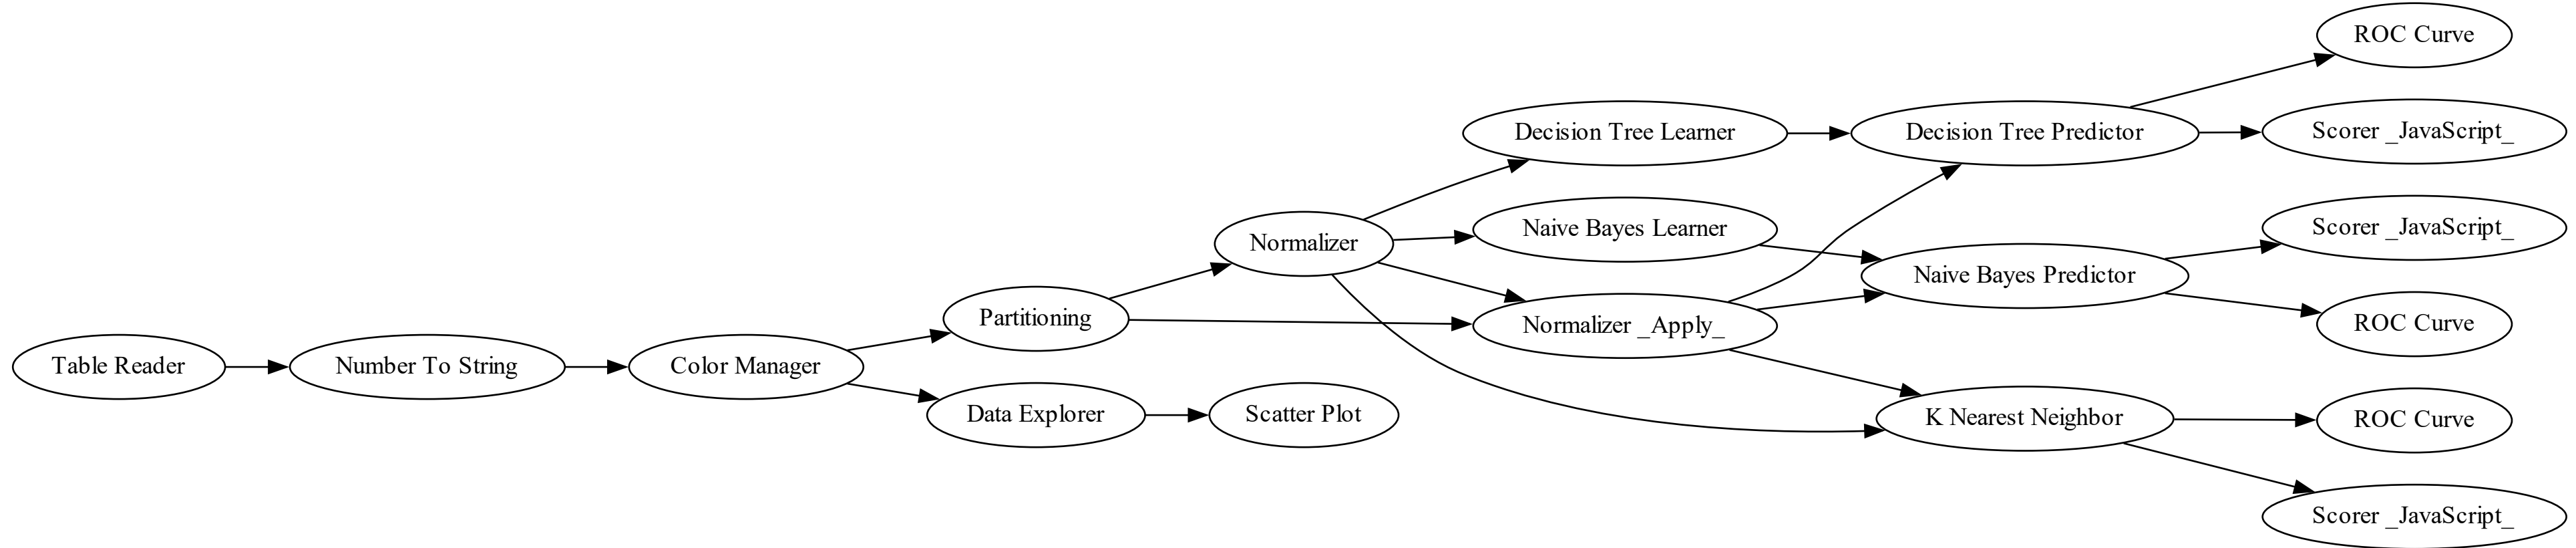 Table Reader
Number To String
Color Manager
Partitioning
Data Explorer
Normalizer
Scatter Plot
Decision Tree Learner
Naive Bayes Learner
Normalizer _Apply_
Decision Tree Predictor
Naive Bayes Predictor
K Nearest Neighbor
ROC Curve
Scorer _JavaScript_
Scorer _JavaScript_
ROC Curve
ROC Curve
Scorer _JavaScript_